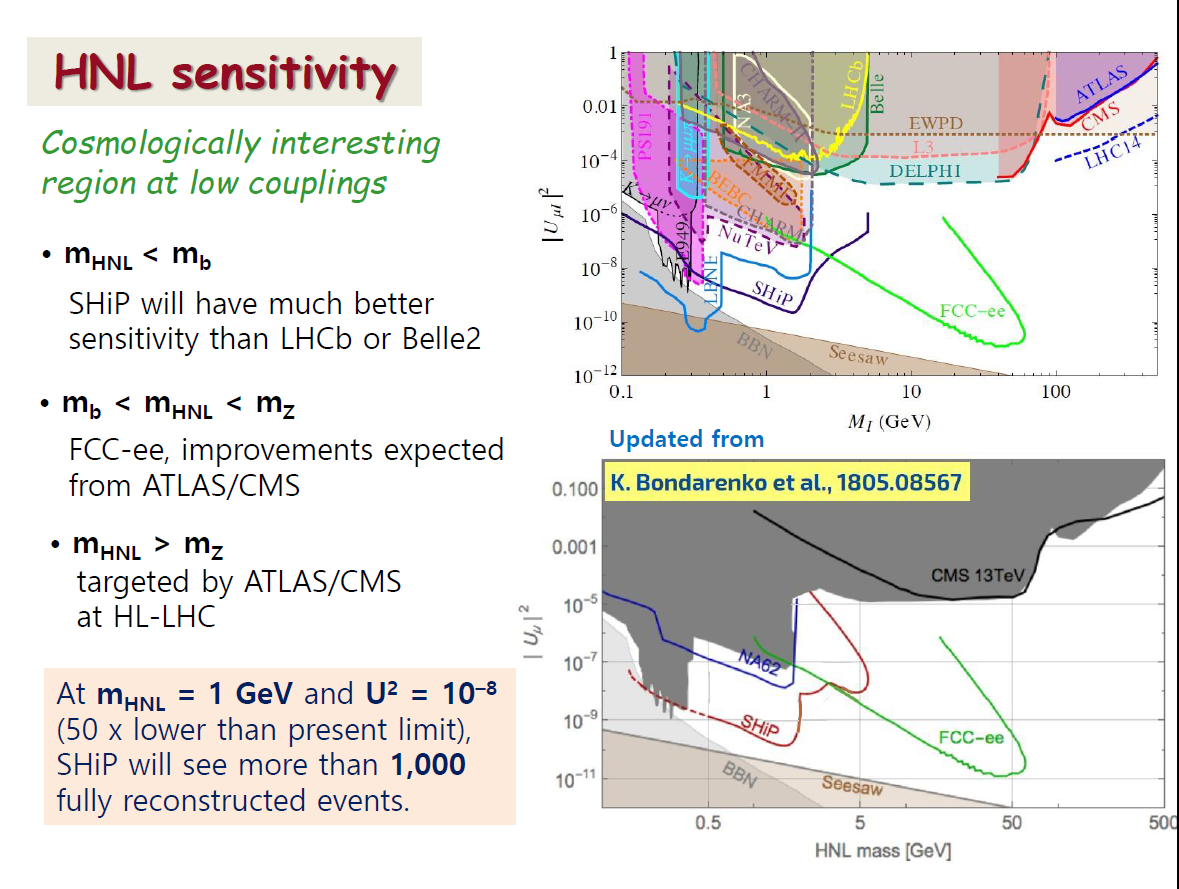 HNL sensitivity
Cosmologically interesting
region at low couplings
• mHNL < mb
SHiP will have much better
sensitivity than LHCb or Belle2
• mb < mHNL < mZ
FCC-ee, improvements expected
from ATLAS/CMS
• mHNL > mZ
targeted by ATLAS/CMS
at HL-LHC
At mHNL = 1 GeV and U² = 10⁻⁸
(50 x lower than present limit),
SHiP will see more than 1,000
fully reconstructed events.
1
0.01
10⁻⁴
10⁻⁶
10⁻⁸
10⁻¹⁰
10⁻¹²
|U μI|²
PS191
NA3
CHARM-II
LHCb
Belle
EWPD
L3
DELPHI
ATLAS
CMS
LHC14
BEBC
FMMF
CHARM
NuTeV
K→μν
E949
LBNE
SHiP
FCC-ee
BBN
Seesaw
0.1
1
10
100
M_I (GeV)
Updated from
K. Bondarenko et al., 1805.08567
0.100
0.001
10⁻⁵
10⁻⁷
10⁻⁹
10⁻¹¹
|Uμ|²
CMS 13TeV
NA62
SHiP
FCC-ee
BBN
Seesaw
0.5
5
50
500
HNL mass [GeV]